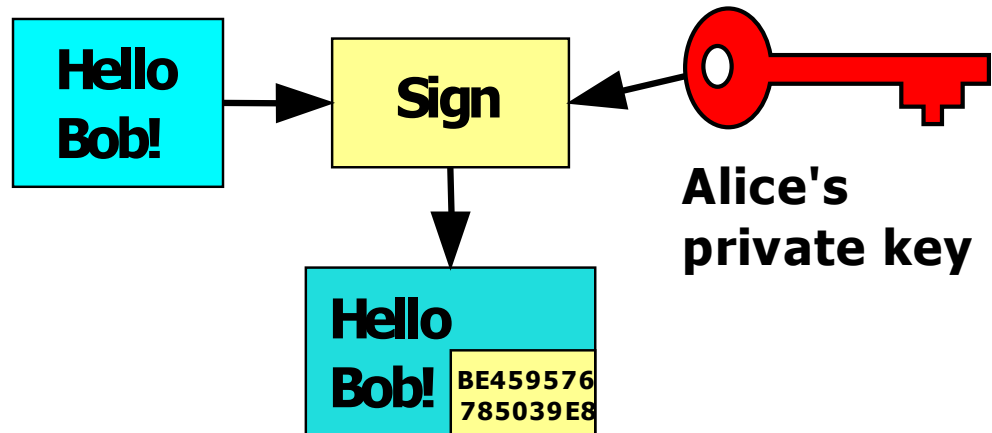 Hello
Bob!
Sign
Alice's
private key
Hello
Bob!
BE459576
785039E8